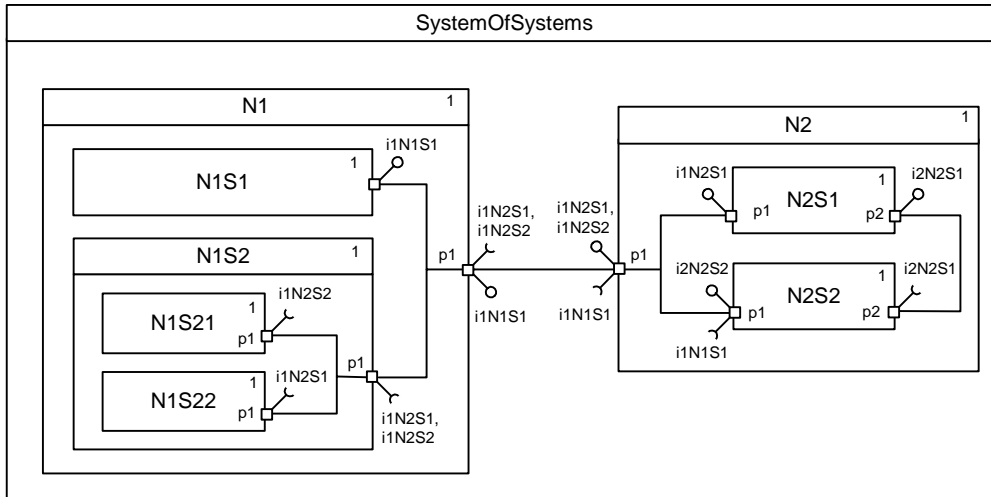 SystemOfSystems
N1
1
N1S1
1
i1N1S1
N1S2
1
N1S21
1
p1
i1N2S2
N1S22
1
p1
i1N2S1
p1
i1N2S1,
i1N2S2
p1
i1N2S1,
i1N2S2
i1N1S1
i1N2S1,
i1N2S2
p1
i1N1S1
N2
1
i1N2S1
N2S1
1
p1
p2
i2N2S1
i2N2S2
N2S2
1
p1
p2
i2N2S1
i1N1S1